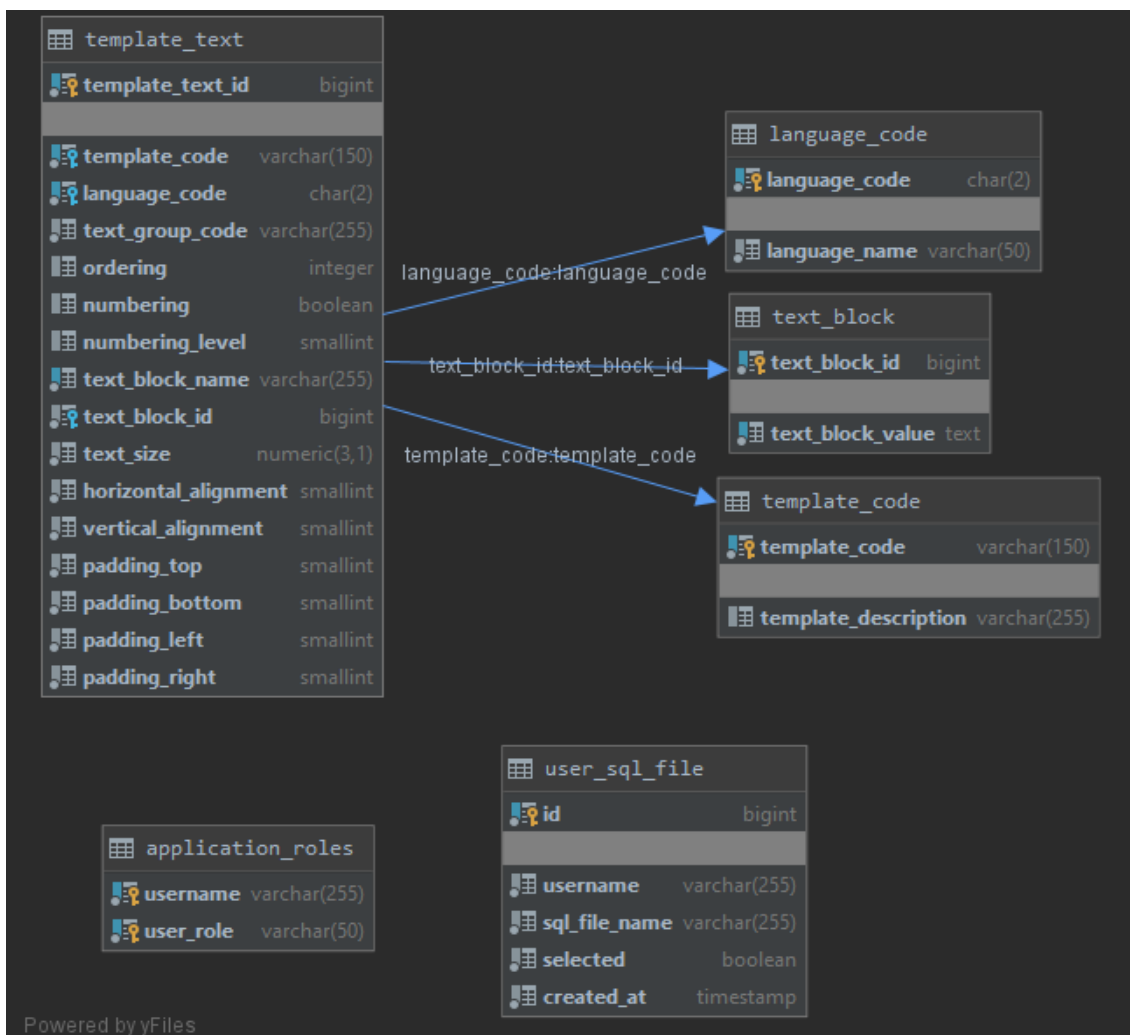 template_text
template_text_id bigint
template_code varchar(150)
language_code char(2)
text_group_code varchar(255)
ordering integer
numbering boolean
numbering_level smallint
text_block_name varchar(255)
text_block_id bigint
text_size numeric(3,1)
horizontal_alignment smallint
vertical_alignment smallint
padding_top smallint
padding_bottom smallint
padding_left smallint
padding_right smallint
language_code:language_code
text_block_id:text_block_id
template_code:template_code
language_code
language_code char(2)
language_name varchar(50)
text_block
text_block_id bigint
text_block_value text
template_code
template_code varchar(150)
template_description varchar(255)
application_roles
username varchar(255)
user_role varchar(50)
user_sql_file
id bigint
username varchar(255)
sql_file_name varchar(255)
selected boolean
created_at timestamp
Powered by yFiles